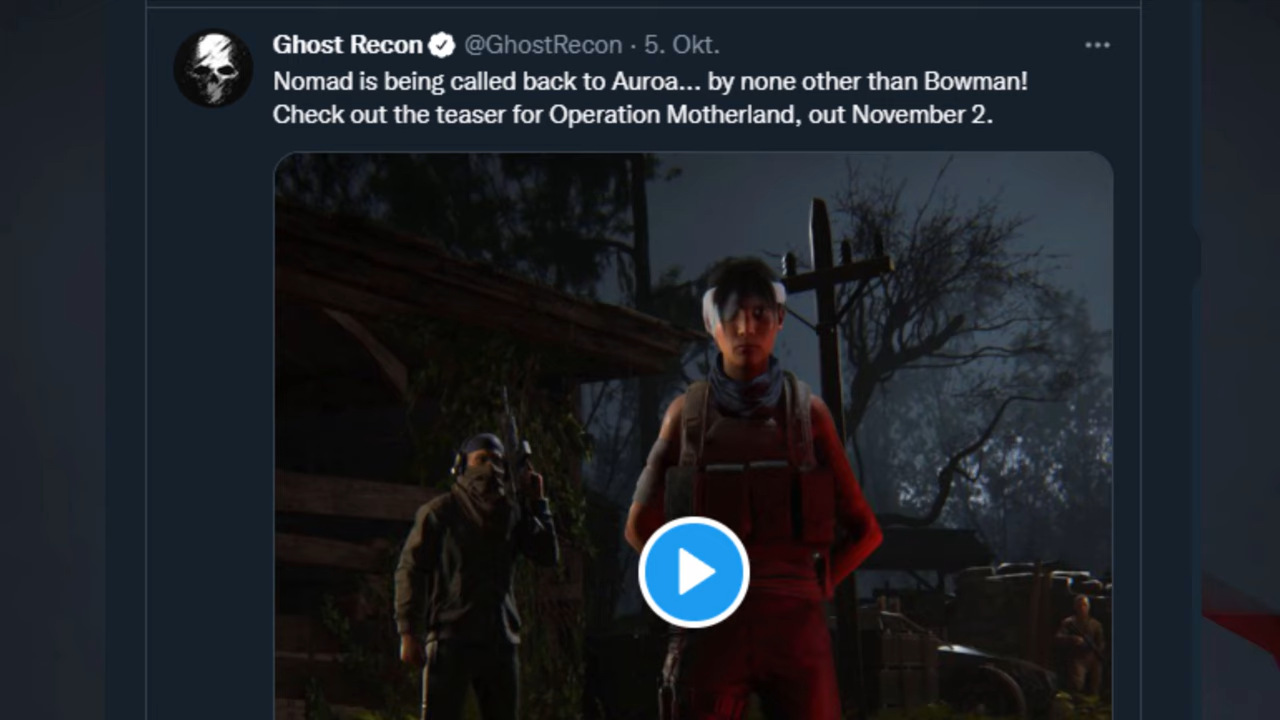 Ghost Recon @GhostRecon · 5. Okt.
Nomad is being called back to Auroa... by none other than Bowman!
Check out the teaser for Operation Motherland, out November 2.